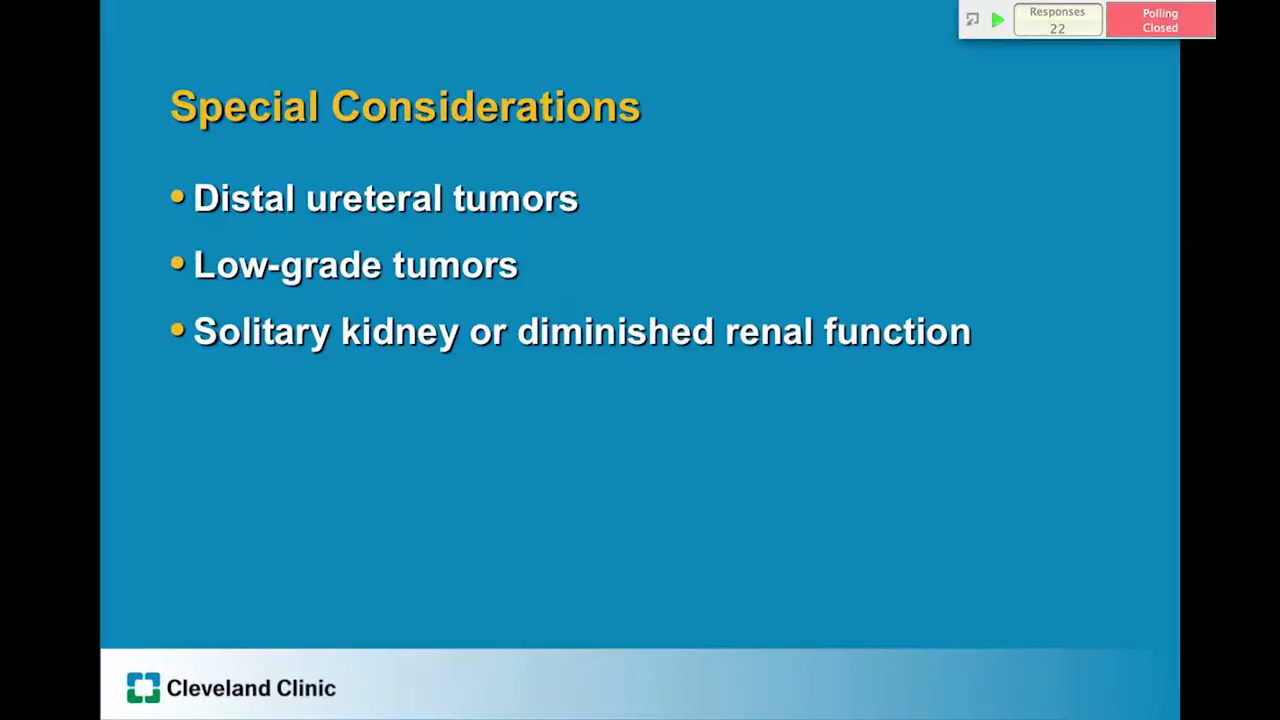 Responses
22
Polling
Closed
Special Considerations
• Distal ureteral tumors
• Low-grade tumors
• Solitary kidney or diminished renal function
Cleveland Clinic